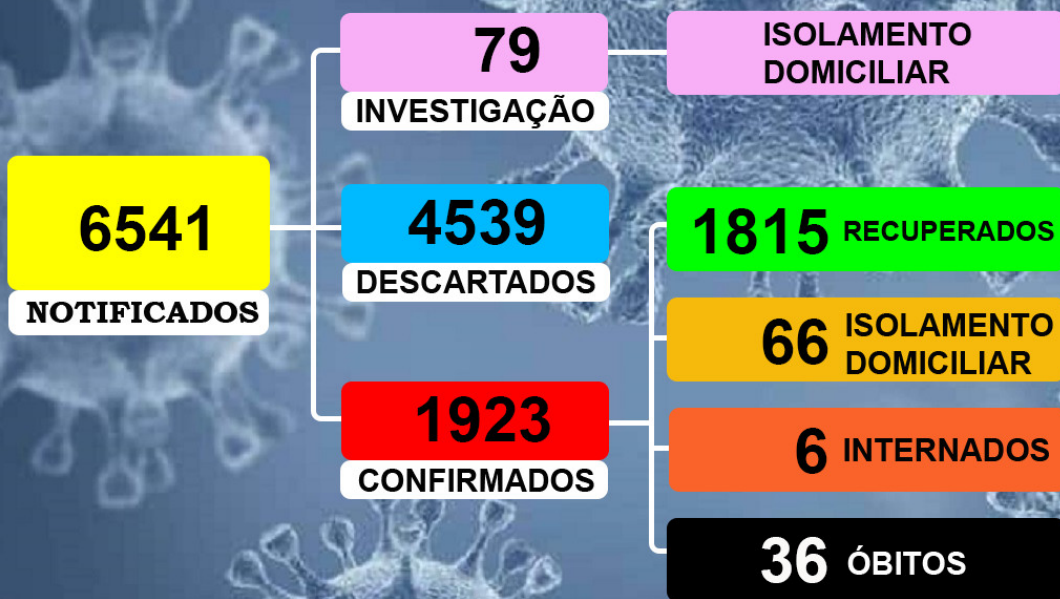 6541
NOTIFICADOS
79
INVESTIGAÇÃO
ISOLAMENTO
DOMICILIAR
4539
DESCARTADOS
1923
CONFIRMADOS
1815 RECUPERADOS
66 ISOLAMENTO
DOMICILIAR
6 INTERNADOS
36 ÓBITOS